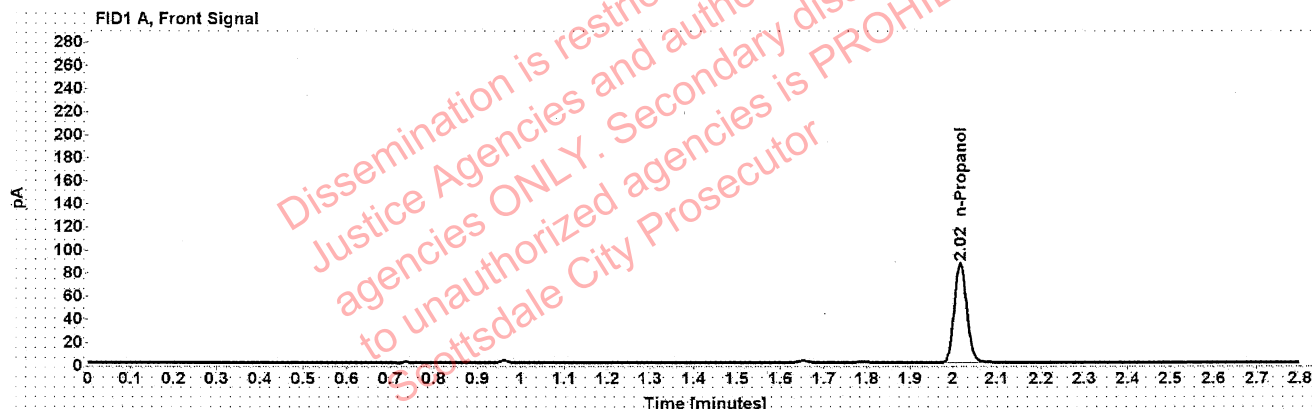 FID1 A, Front Signal
280
260
240
220
200
180
160
140
120
100
80
60
40
20
0
pA
2.02 n-Propanol
0 0.1 0.2 0.3 0.4 0.5 0.6 0.7 0.8 0.9 1 1.1 1.2 1.3 1.4 1.5 1.6 1.7 1.8 1.9 2 2.1 2.2 2.3 2.4 2.5 2.6 2.7 2.8
Time [minutes]
Dissemination is
Justice Agencies and
agencies ONLY. Secondary
to unauthorized agencies is
Scottsdale City Prosecutor